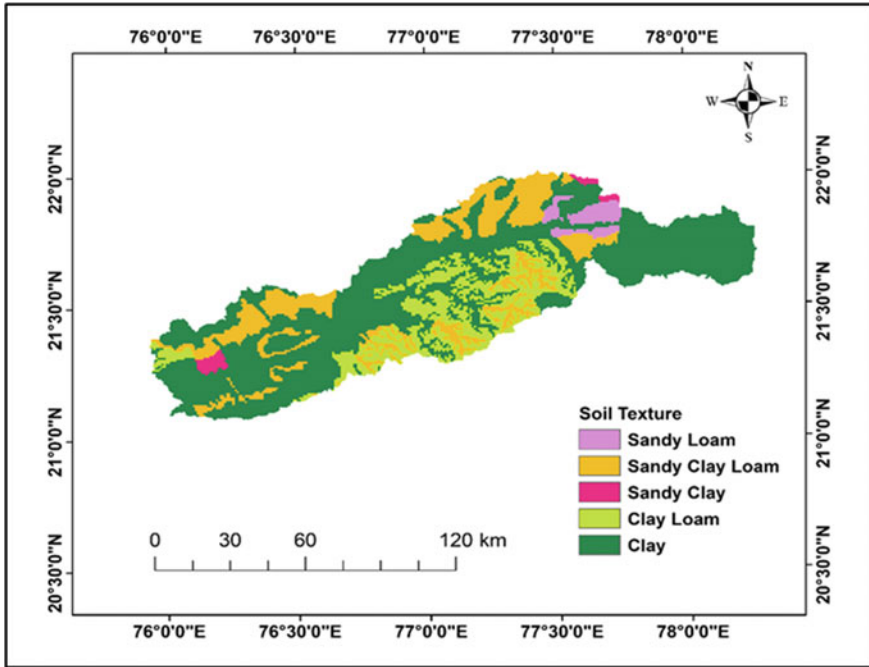 76°0'0"E 76°30'0"E 77°0'0"E 77°30'0"E 78°0'0"E
N
W E
S
22°0'0"N 22°0'0"N
21°30'0"N 21°30'0"N
21°0'0"N 21°0'0"N
20°30'0"N 20°30'0"N
Soil Texture
Sandy Loam
Sandy Clay Loam
Sandy Clay
Clay Loam
Clay
0 30 60 120 km
76°0'0"E 76°30'0"E 77°0'0"E 77°30'0"E 78°0'0"E